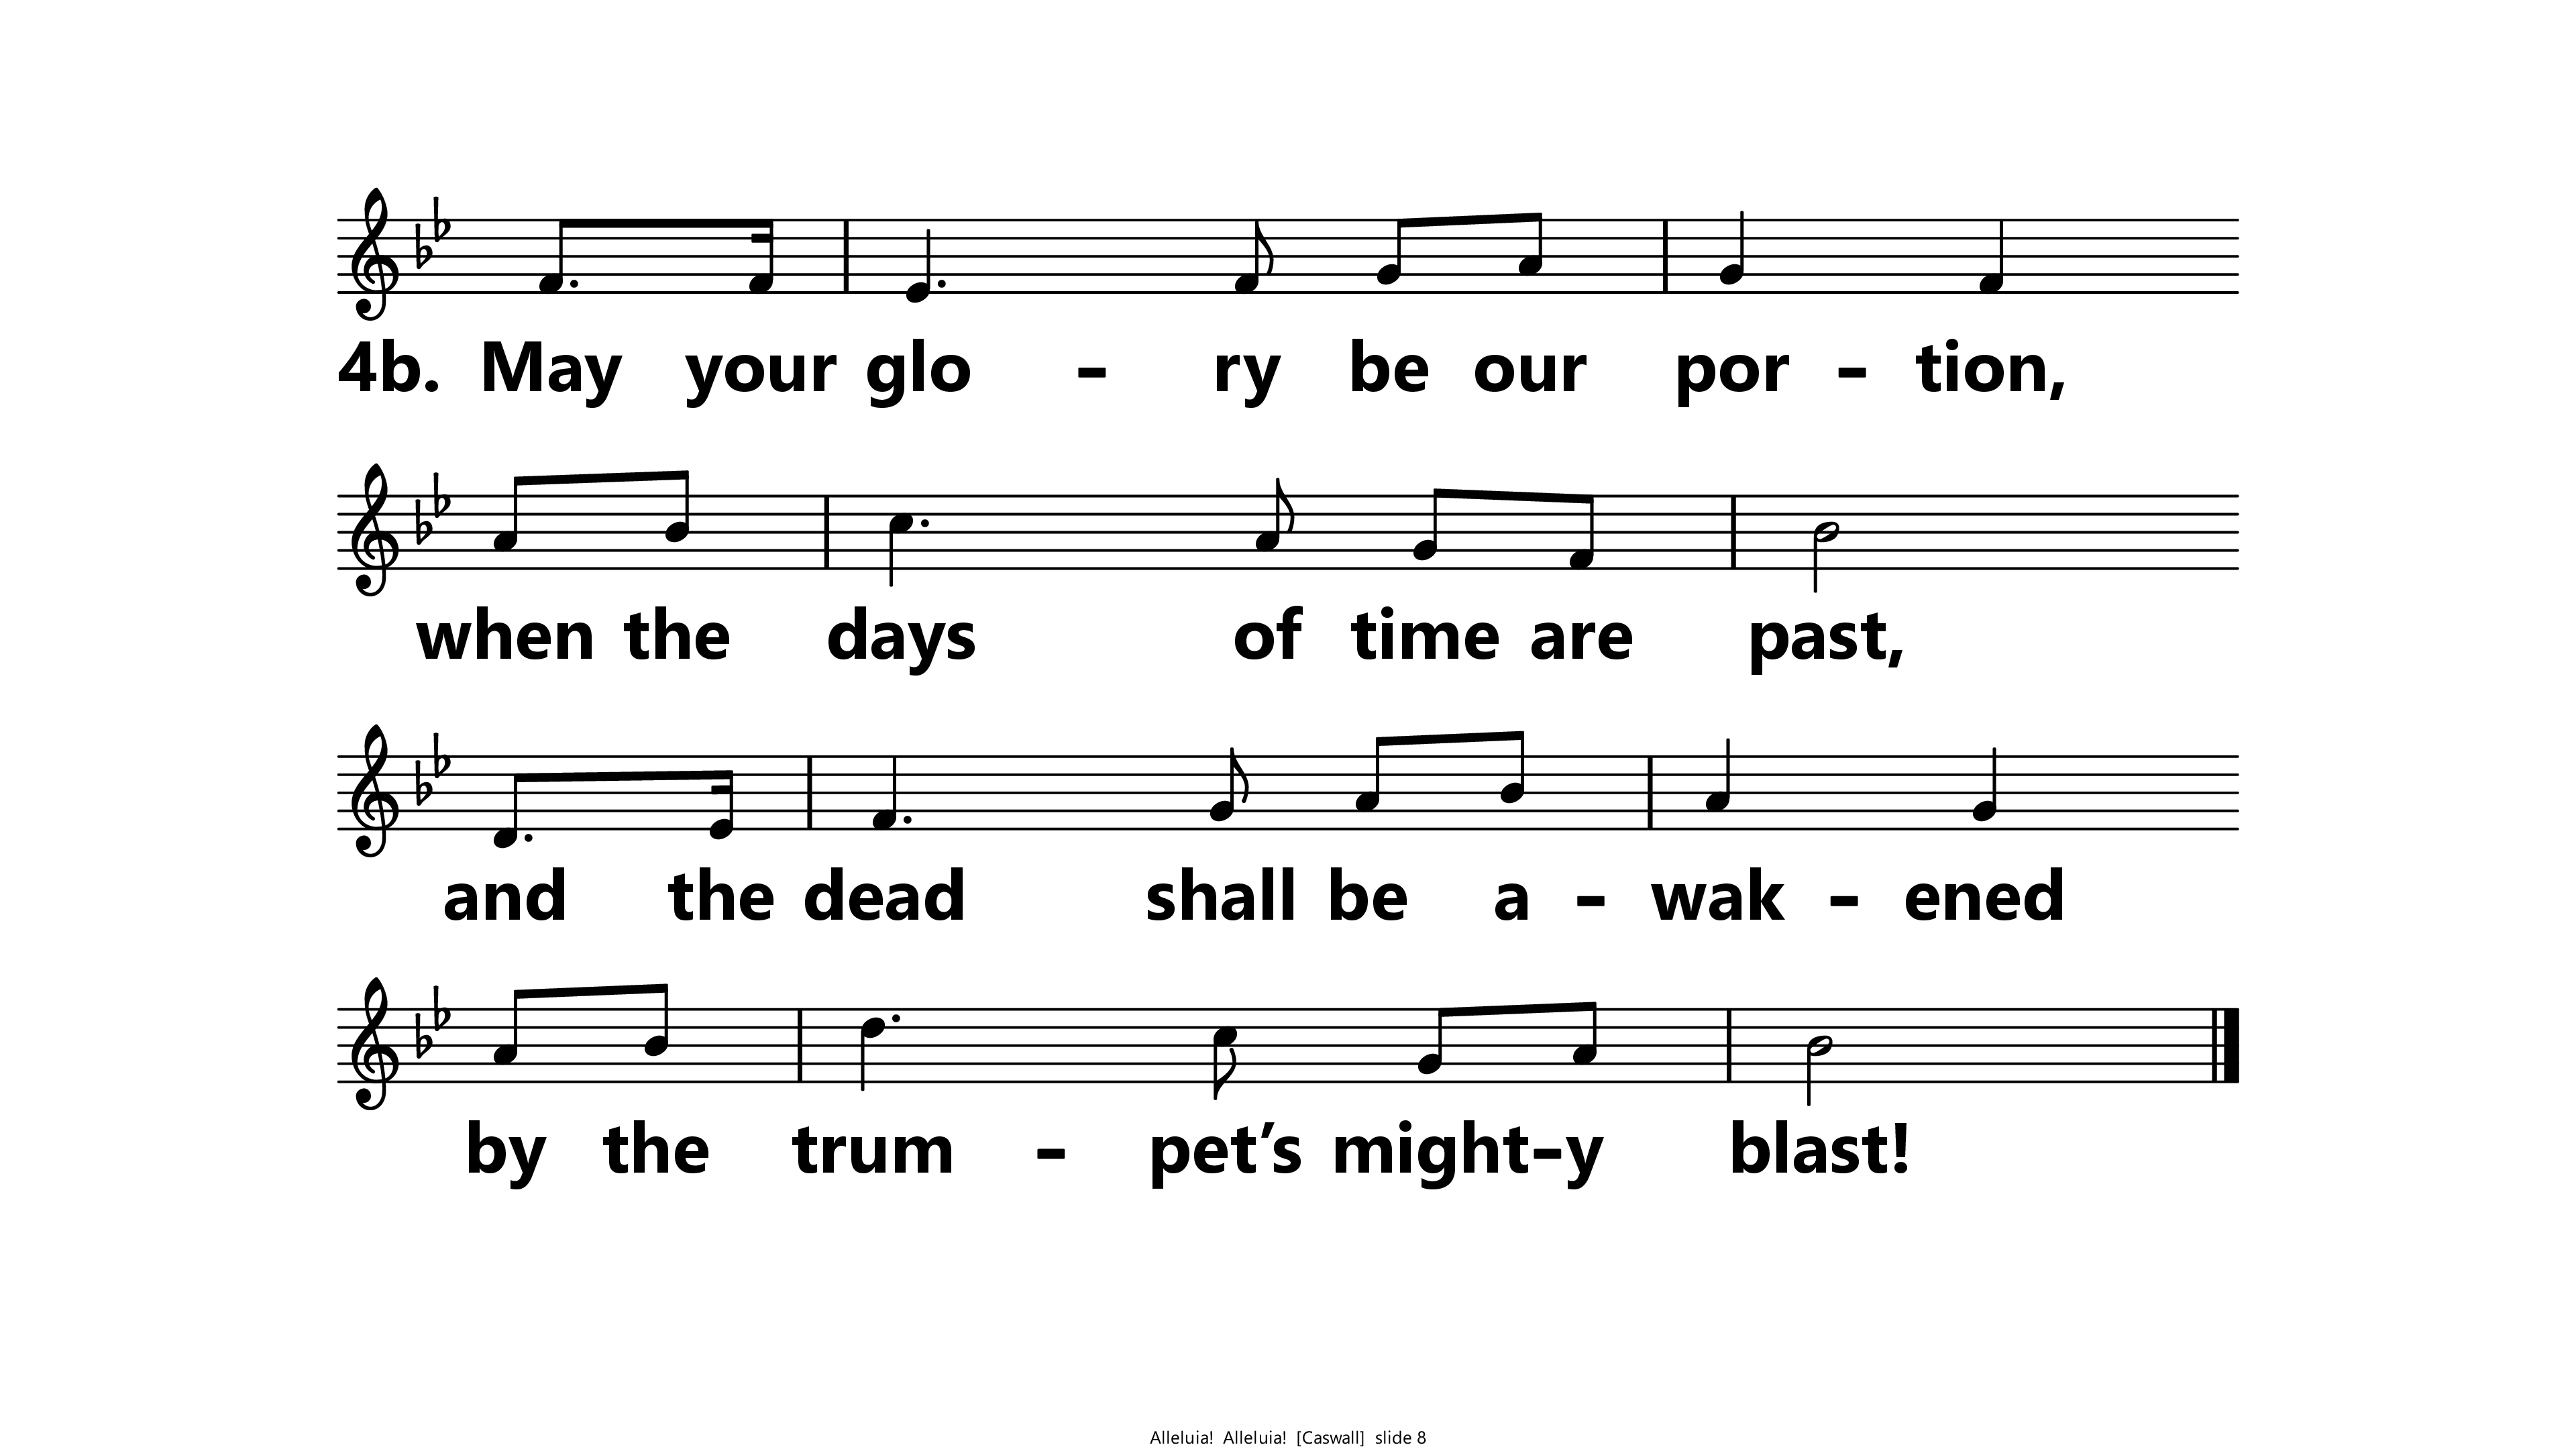 4b. May your glo - ry be our por - tion,
when the days of time are past,
and the dead shall be a - wak - ened
by the trum - pet’s might-y blast!
Alleluia! Alleluia! [Caswall] slide 8